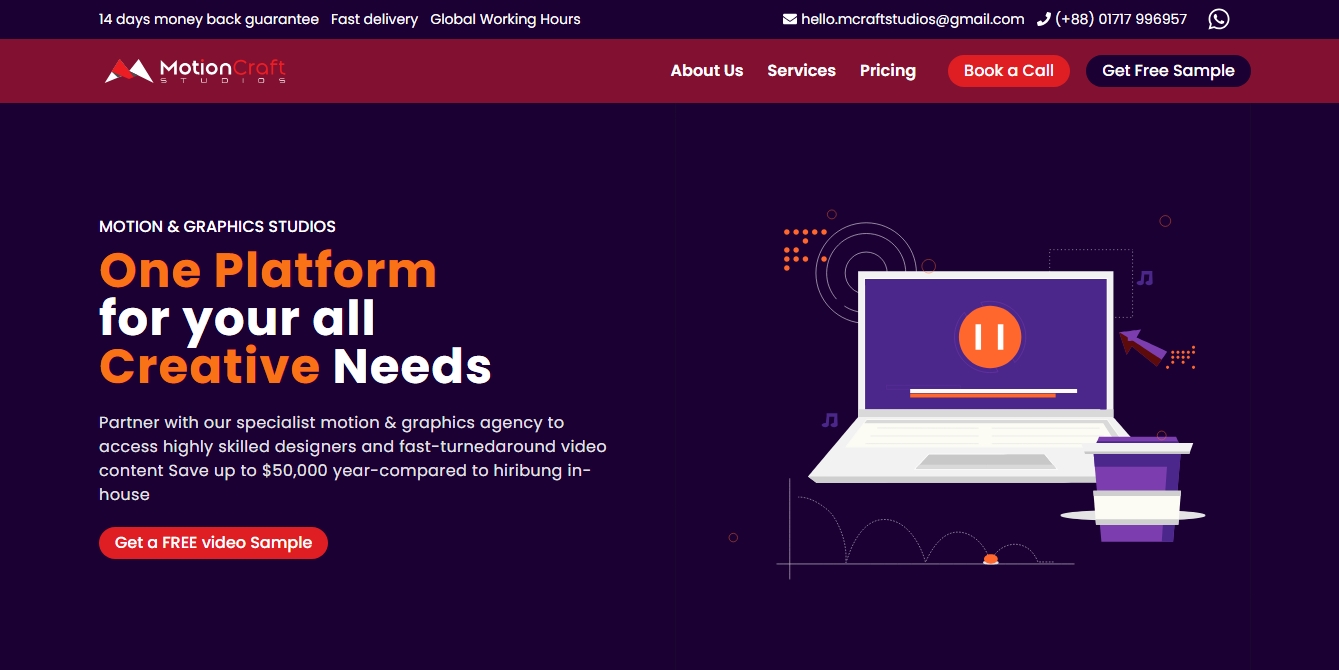 14 days money back guarantee Fast delivery Global Working Hours
hello.mcraftstudios@gmail.com (+88) 01717 996957
MotionCraft
STUDIOS
About Us Services Pricing Book a Call Get Free Sample
MOTION & GRAPHICS STUDIOS
One Platform
for your all
Creative Needs
Partner with our specialist motion & graphics agency to
access highly skilled designers and fast-turnedaround video
content Save up to $50,000 year-compared to hiribung in-
house
Get a FREE video Sample